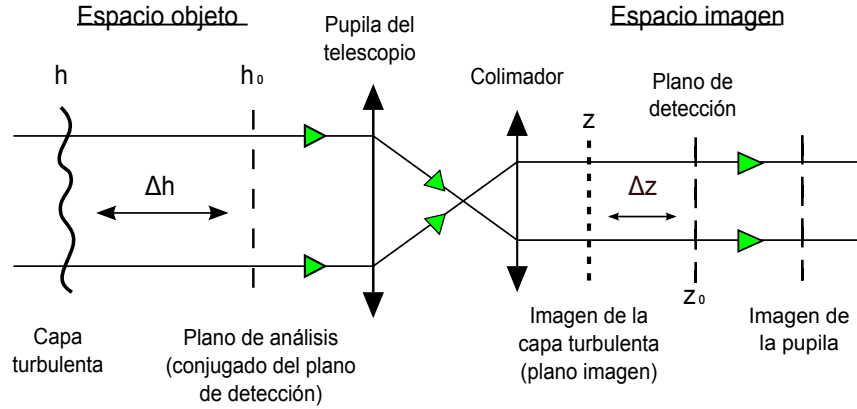 Espacio objeto
Pupila del
telescopio
Espacio imagen
h
h₀
Colimador
Plano de
detección
z
Δh
Δz
z₀
Capa
turbulenta
Plano de análisis
(conjugado del plano
de detección)
Imagen de la
capa turbulenta
(plano imagen)
Imagen de
la pupila